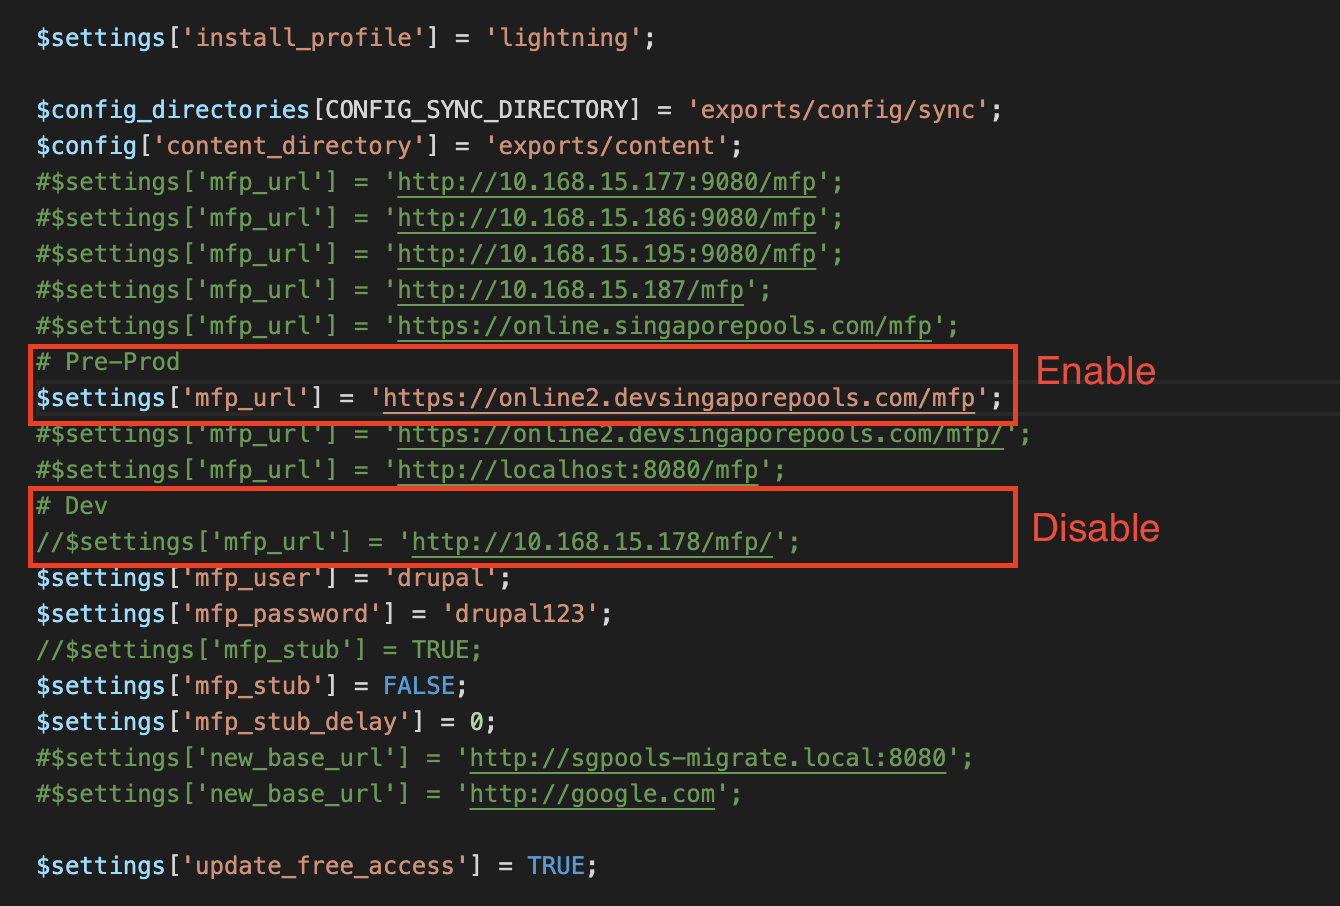 $settings['install_profile'] = 'lightning';
$config_directories[CONFIG_SYNC_DIRECTORY] = 'exports/config/sync';
$config['content_directory'] = 'exports/content';
#$settings['mfp_url'] = 'http://10.168.15.177:9080/mfp';
#$settings['mfp_url'] = 'http://10.168.15.186:9080/mfp';
#$settings['mfp_url'] = 'http://10.168.15.195:9080/mfp';
#$settings['mfp_url'] = 'http://10.168.15.187/mfp';
#$settings['mfp_url'] = 'https://online.singaporepools.com/mfp';
# Pre-Prod
Enable
$settings['mfp_url'] = 'https://online2.devsingaporepools.com/mfp';
#$settings['mfp_url'] = 'https://online2.devsingaporepools.com/mfp/';
#$settings['mfp_url'] = 'http://localhost:8080/mfp';
# Dev
Disable
//$settings['mfp_url'] = 'http://10.168.15.178/mfp/';
$settings['mfp_user'] = 'drupal';
$settings['mfp_password'] = 'drupal123';
//$settings['mfp_stub'] = TRUE;
$settings['mfp_stub'] = FALSE;
$settings['mfp_stub_delay'] = 0;
#$settings['new_base_url'] = 'http://sgpools-migrate.local:8080';
#$settings['new_base_url'] = 'http://google.com';
$settings['update_free_access'] = TRUE;